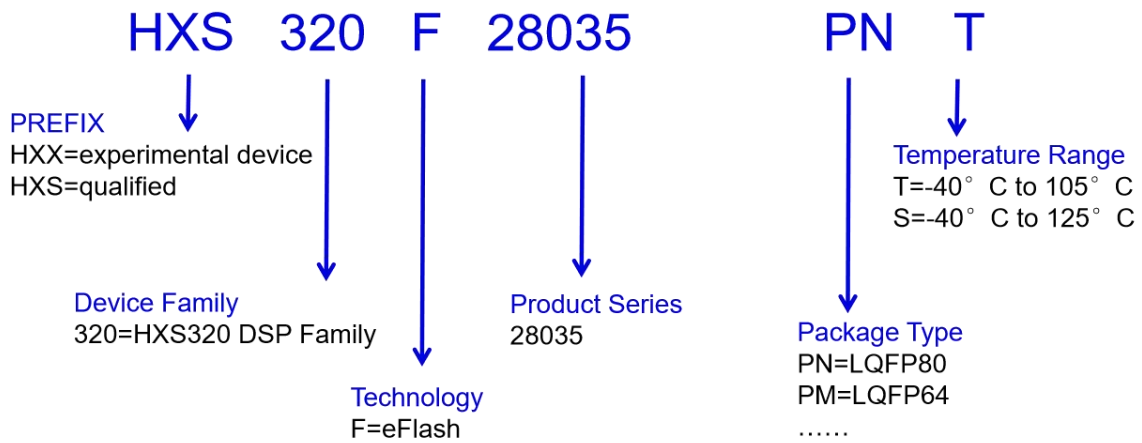 HXS 320 F 28035 PN T
PREFIX
HXX=experimental device
HXS=qualified
Temperature Range
T=-40° C to 105° C
S=-40° C to 125° C
Device Family
320=HXS320 DSP Family
Product Series
28035
Package Type
PN=LQFP80
PM=LQFP64
……
Technology
F=eFlash